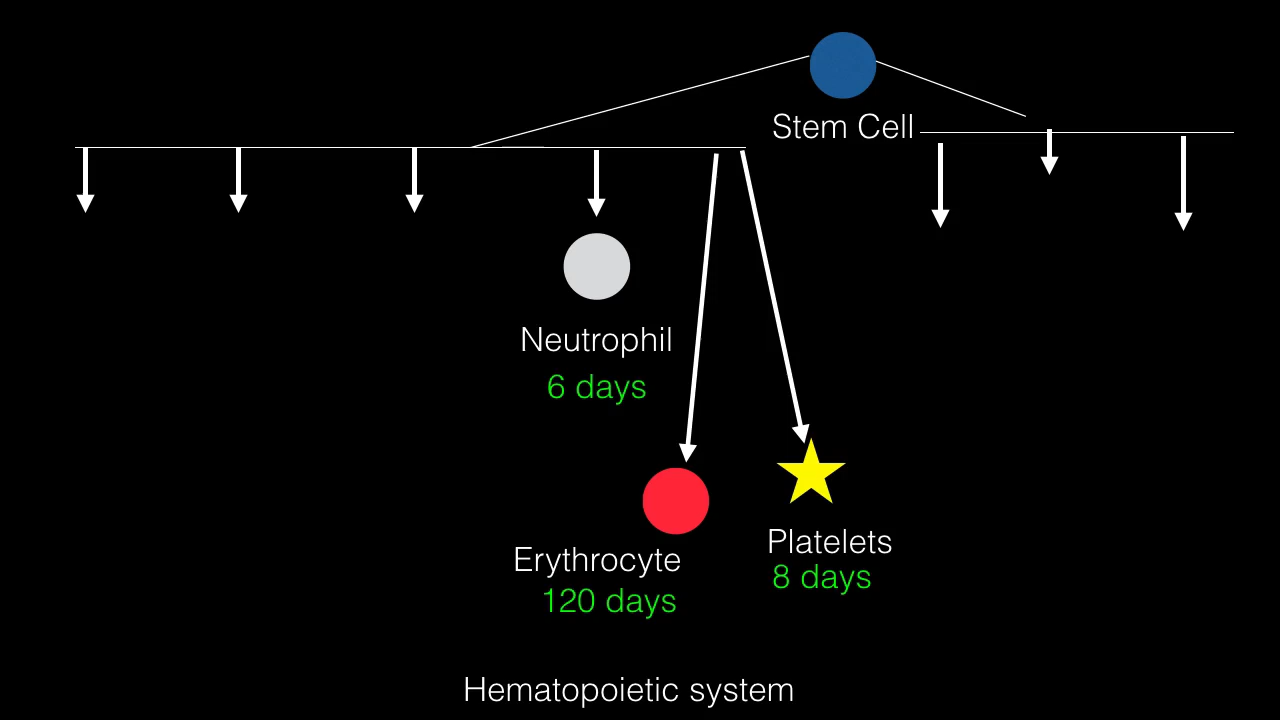 Stem Cell
Neutrophil
6 days
Erythrocyte
120 days
Platelets
8 days
Hematopoietic system